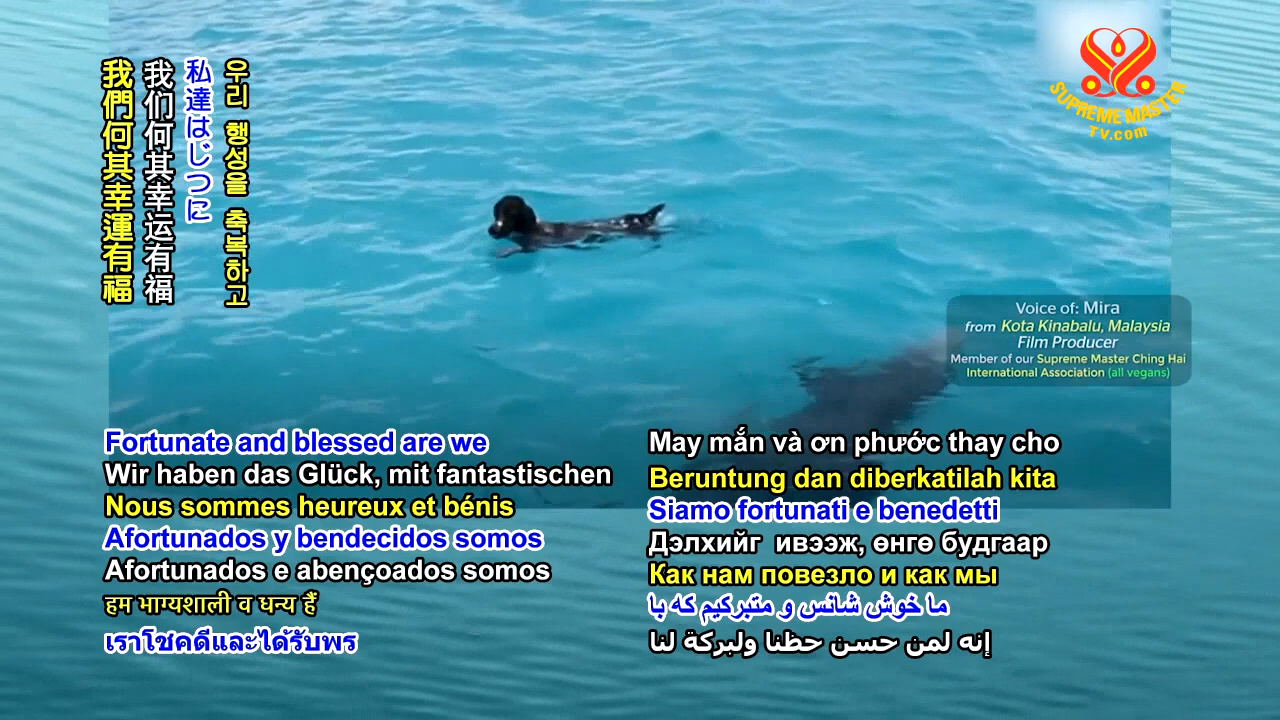 我們何其幸運有福
我们何其幸运有福
私達はじつに
우리 행성을 축복하고
SUPREME MASTER
TV.com
Voice of: Mira
from Kota Kinabalu, Malaysia
Film Producer
Member of our Supreme Master Ching Hai
International Association (all vegans)
Fortunate and blessed are we
Wir haben das Glück, mit fantastischen
Nous sommes heureux et bénis
Afortunados y bendecidos somos
Afortunados e abençoados somos
हम भाग्यशाली व धन्य हैं
เราโชคดีและได้รับพร
May mắn và ơn phước thay cho
Beruntung dan diberkatilah kita
Siamo fortunati e benedetti
Дэлхийг ивээж, өнгө будгаар
Как нам повезло и как мы
ما خوش شانس و متبرکیم که با
إنه لمن حسن حظنا ولبركة لنا